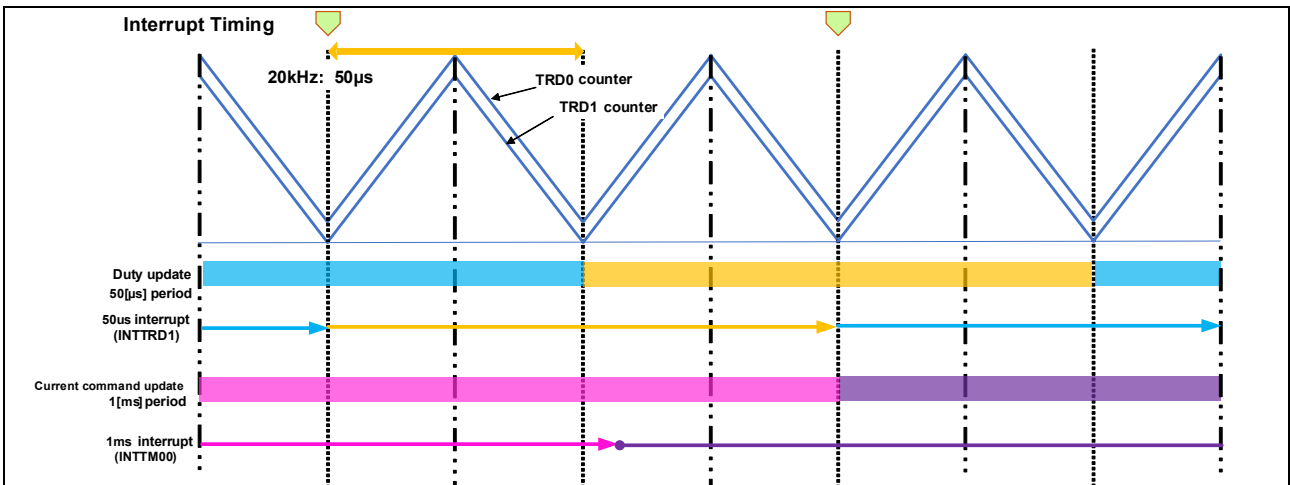 Interrupt Timing
20kHz: 50µs
TRD0 counter
TRD1 counter
Duty update
50[µs] period
50us interrupt
(INTTRD1)
Current command update
1[ms] period
1ms interrupt
(INTTM00)